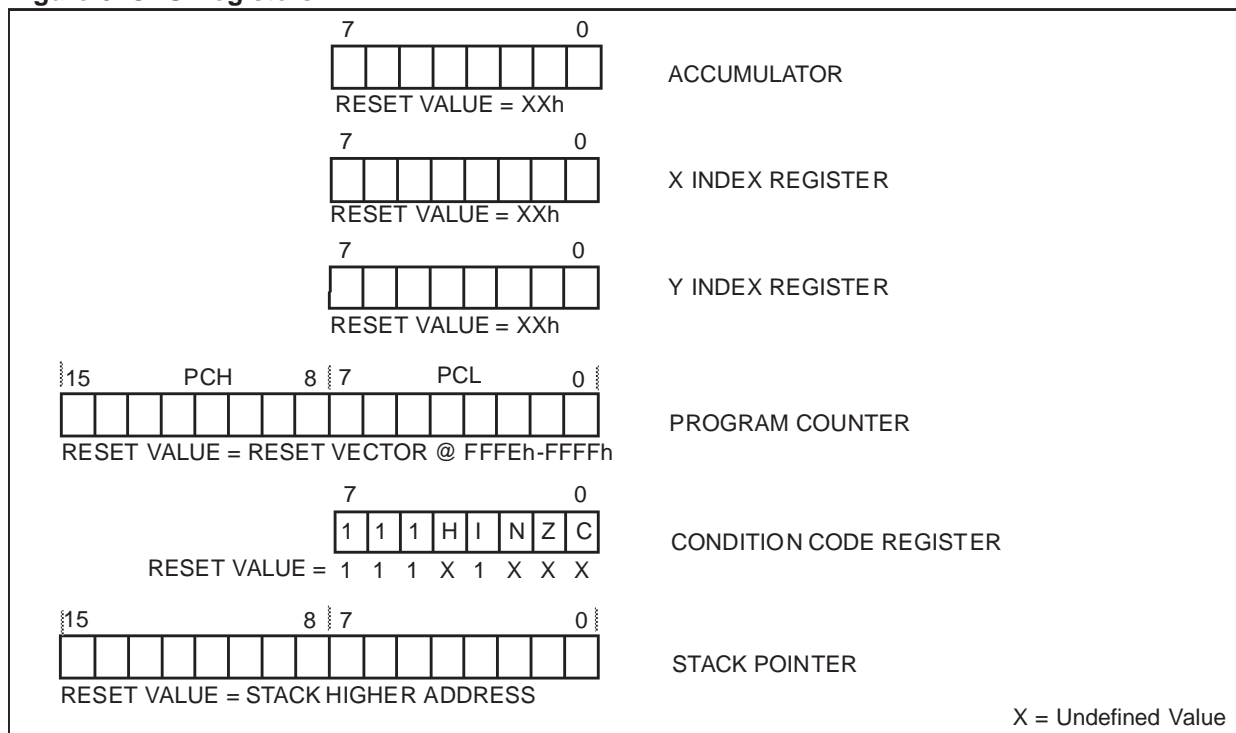 7 0
ACCUMULATOR
RESET VALUE = XXh
7 0
X INDEX REGISTER
RESET VALUE = XXh
7 0
Y INDEX REGISTER
RESET VALUE = XXh
15 PCH 8 7 PCL 0
PROGRAM COUNTER
RESET VALUE = RESET VECTOR @ FFFEh-FFFFh
7 0
1 1 1 H I N Z C
CONDITION CODE REGISTER
RESET VALUE = 1 1 1 X 1 X X X
15 8 7 0
STACK POINTER
RESET VALUE = STACK HIGHER ADDRESS
X = Undefined Value